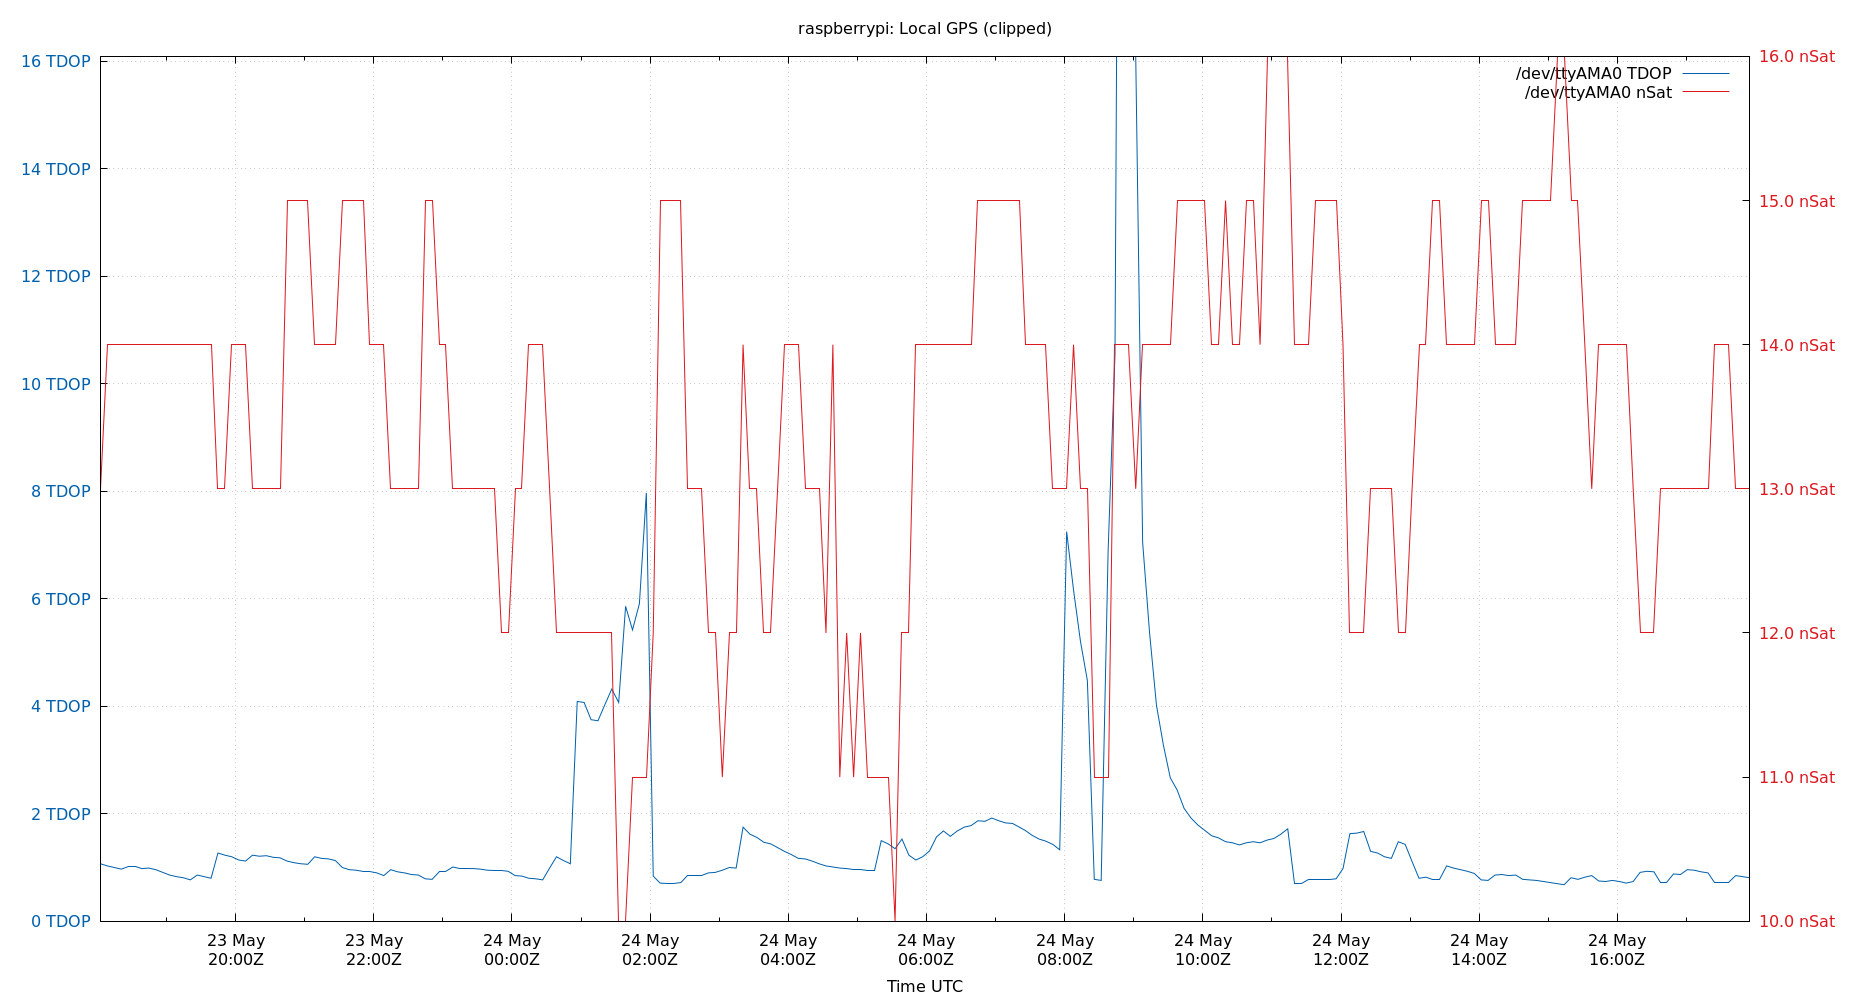 raspberrypi: Local GPS (clipped)
16 TDOP
14 TDOP
12 TDOP
10 TDOP
8 TDOP
6 TDOP
4 TDOP
2 TDOP
0 TDOP
16.0 nSat
15.0 nSat
14.0 nSat
13.0 nSat
12.0 nSat
11.0 nSat
10.0 nSat
/dev/ttyAMA0 TDOP
/dev/ttyAMA0 nSat
23 May
20:00Z
23 May
22:00Z
24 May
00:00Z
24 May
02:00Z
24 May
04:00Z
24 May
06:00Z
24 May
08:00Z
24 May
10:00Z
24 May
12:00Z
24 May
14:00Z
24 May
16:00Z
Time UTC